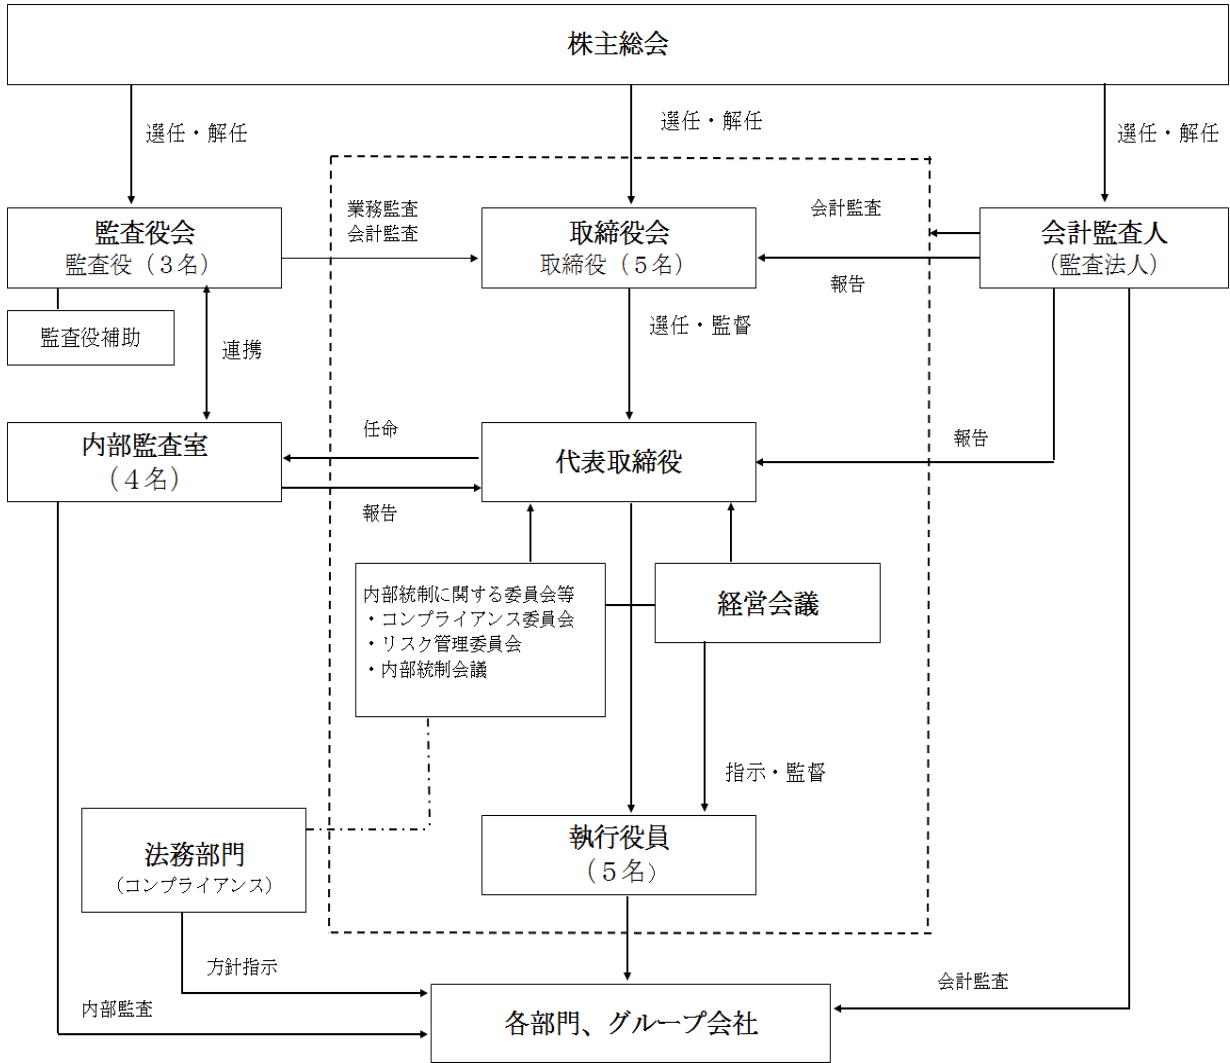 株主総会
選任・解任
選任・解任
選任・解任
監査役会
監査役（３名）
業務監査
会計監査
取締役会
取締役（５名）
会計監査
会計監査人
（監査法人）
報告
監査役補助
連携
選任・監督
内部監査室
（４名）
任命
報告
代表取締役
報告
内部統制に関する委員会等
・コンプライアンス委員会
・リスク管理委員会
・内部統制会議
経営会議
指示・監督
法務部門
（コンプライアンス）
執行役員
（５名）
方針指示
内部監査
会計監査
各部門、グループ会社